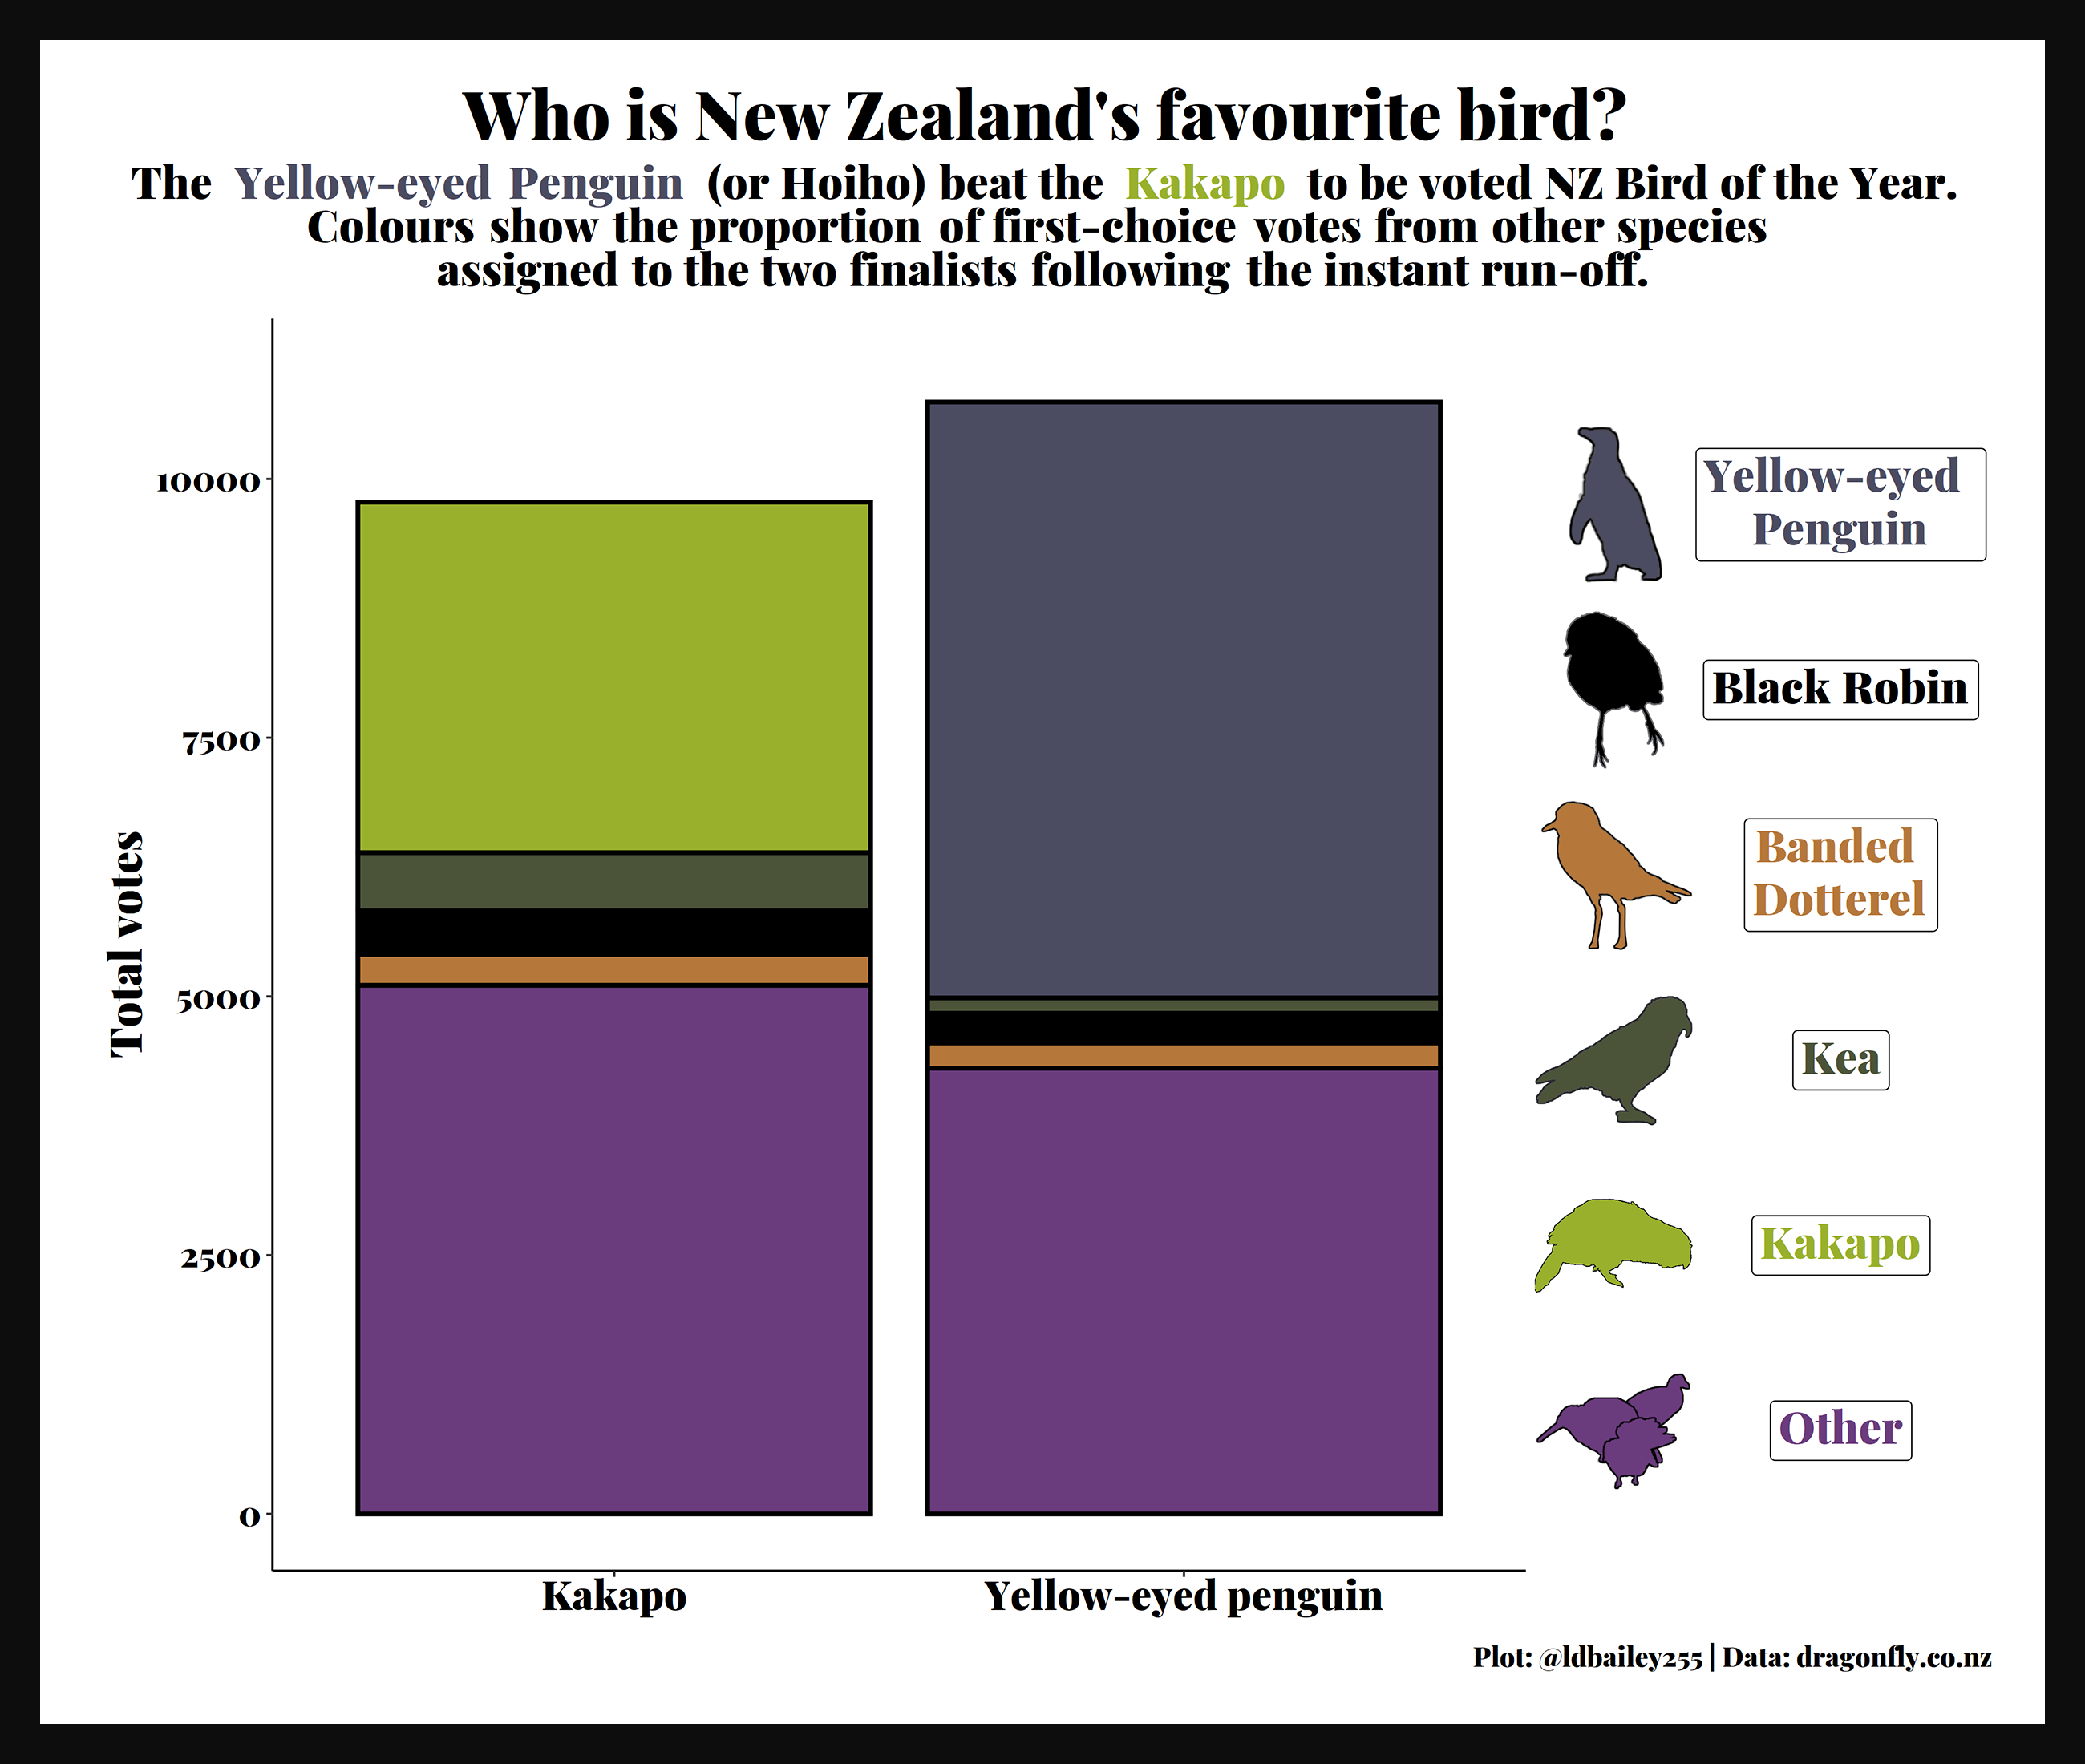 Who is New Zealand's favourite bird?
The Yellow-eyed Penguin (or Hoiho) beat the Kakapo to be voted NZ Bird of the Year.
Colours show the proportion of first-choice votes from other species
assigned to the two finalists following the instant run-off.
10000
7500
5000
2500
0
Total votes
Kakapo
Yellow-eyed penguin
Yellow-eyed
Penguin
Black Robin
Banded
Dotterel
Kea
Kakapo
Other
Plot: @ldbailey255 | Data: dragonfly.co.nz